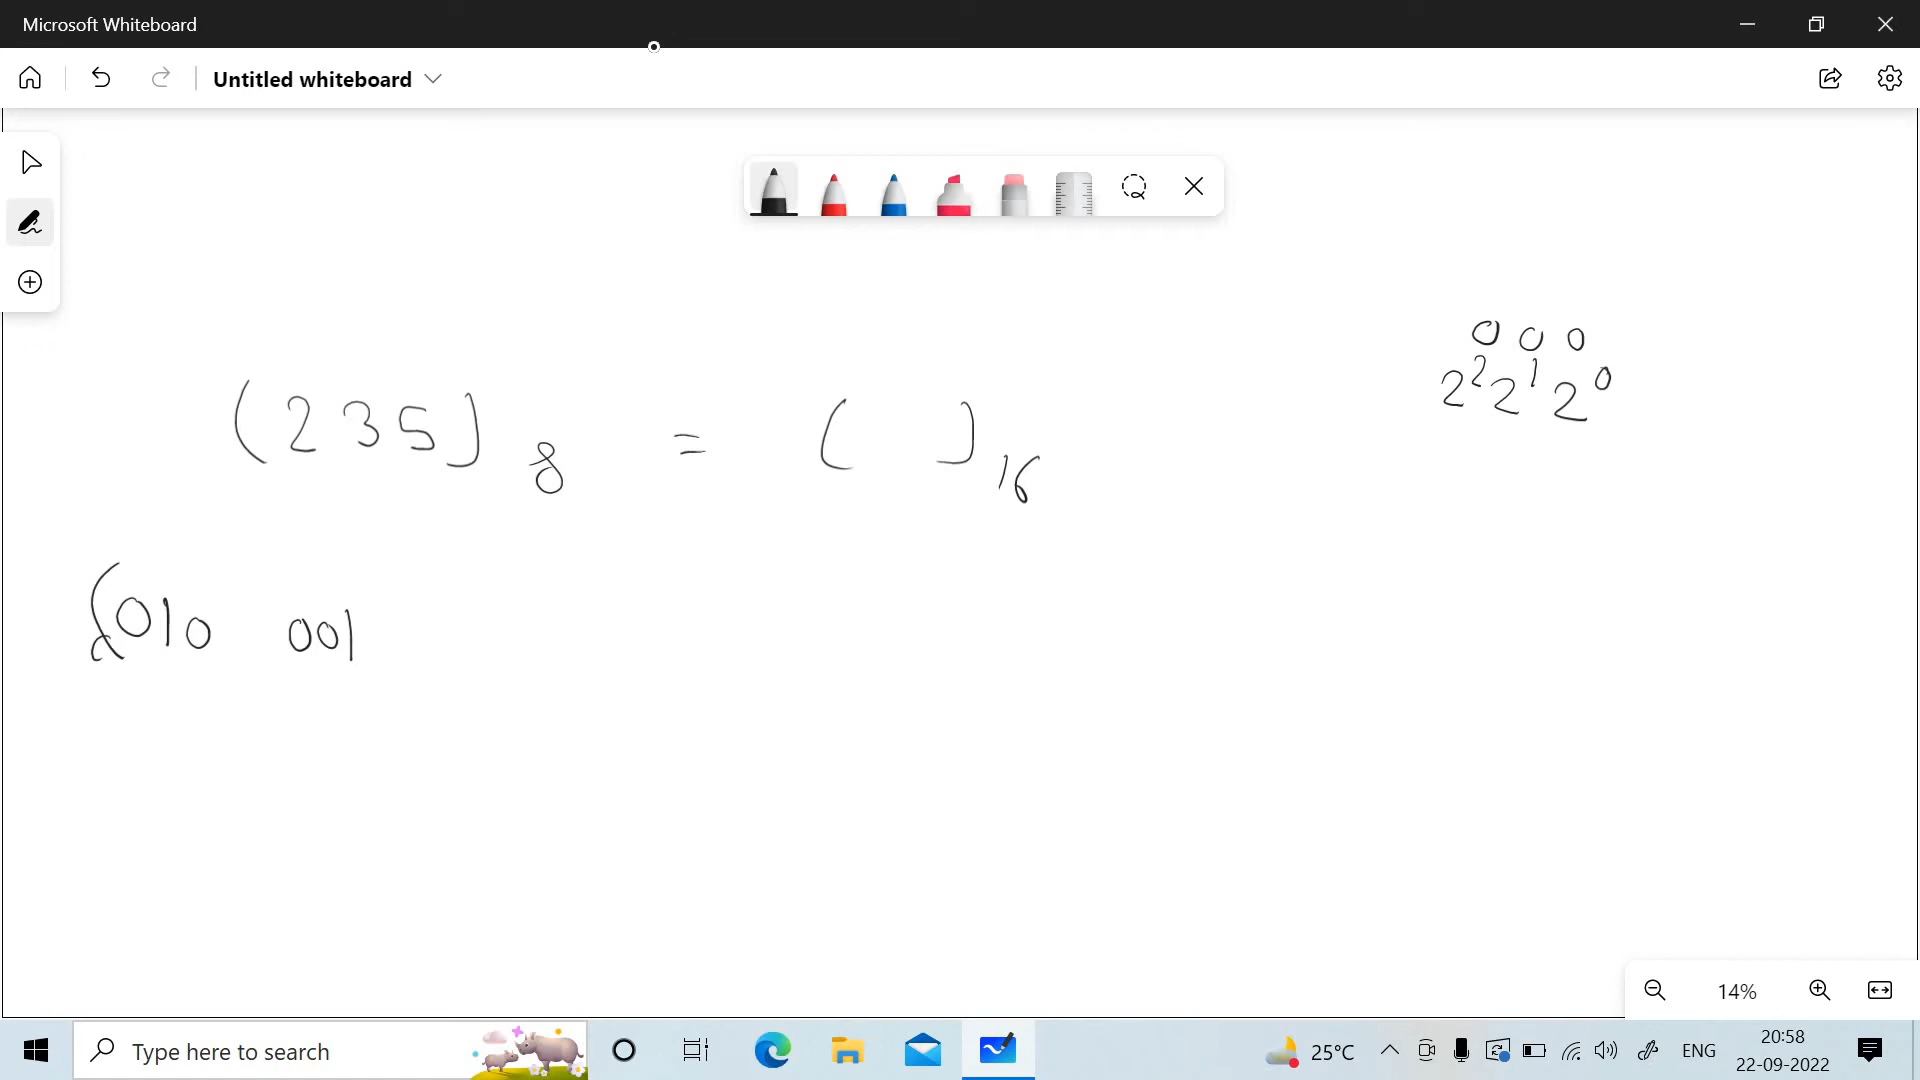 Microsoft Whiteboard
Untitled whiteboard
0 0 0
2² 2¹ 2⁰
(235]₈ = ( ]₁₆
(010 001
14%
Type here to search
25°C
ENG
20:58
22-09-2022